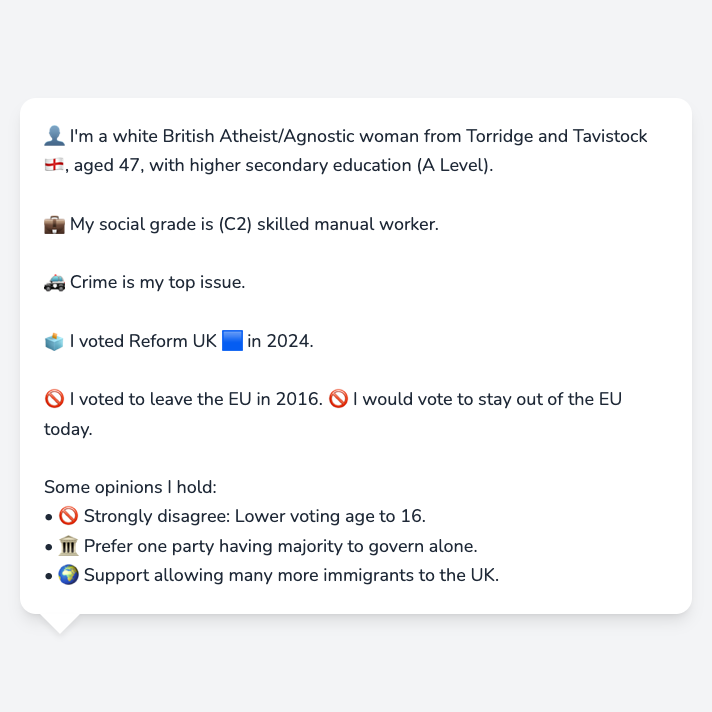 👤 I'm a white British Atheist/Agnostic woman from Torridge and Tavistock
🏴󠁧󠁢󠁥󠁮󠁧󠁿, aged 47, with higher secondary education (A Level).
💼 My social grade is (C2) skilled manual worker.
🚓 Crime is my top issue.
🗳️ I voted Reform UK 🟦 in 2024.
🚫 I voted to leave the EU in 2016. 🚫 I would vote to stay out of the EU
today.
Some opinions I hold:
• 🚫 Strongly disagree: Lower voting age to 16.
• 🏛️ Prefer one party having majority to govern alone.
• 🌍 Support allowing many more immigrants to the UK.